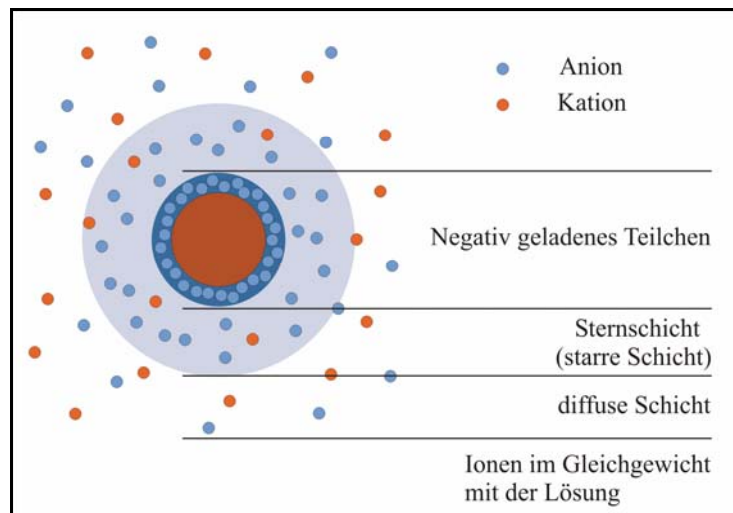 Anion
Kation
Negativ geladenes Teilchen
Sternschicht
(starre Schicht)
diffuse Schicht
Ionen im Gleichgewicht
mit der Lösung